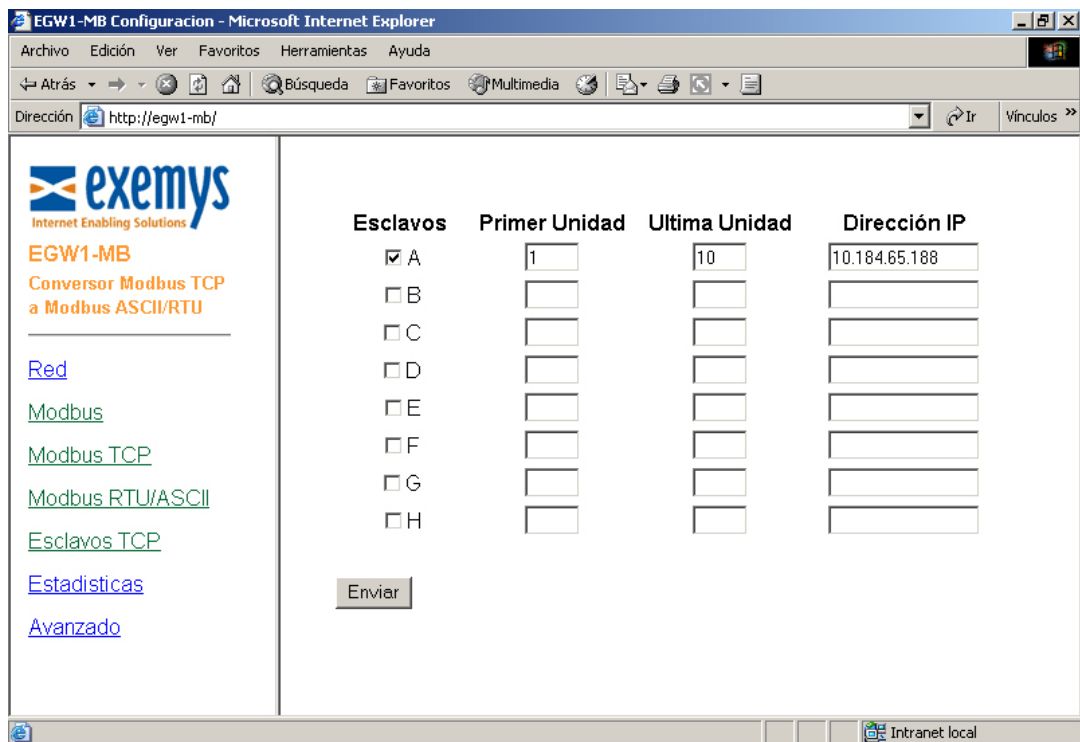 EGW1-MB Configuracion - Microsoft Internet Explorer
Archivo Edición Ver Favoritos Herramientas Ayuda
Atrás Búsqueda Favoritos Multimedia
Dirección http://egw1-mb/ Ir Vínculos »
exemys
Internet Enabling Solutions
EGW1-MB
Conversor Modbus TCP
a Modbus ASCII/RTU
Red
Modbus
Modbus TCP
Modbus RTU/ASCII
Esclavos TCP
Estadisticas
Avanzado
Esclavos Primer Unidad Ultima Unidad Dirección IP
A 1 10 10.184.65.188
B
C
D
E
F
G
H
Enviar
Intranet local